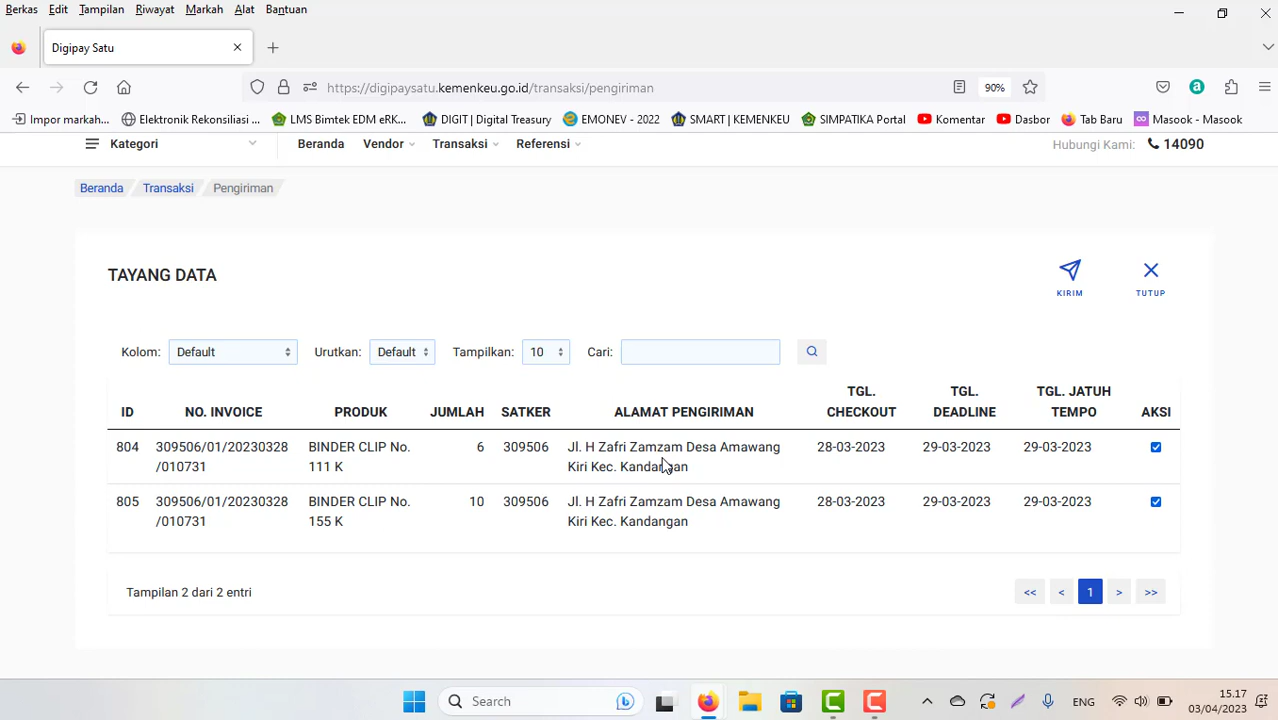 Berkas Edit Tampilan Riwayat Markah Alat Bantuan
Digipay Satu
https://digipaysatu.kemenkeu.go.id/transaksi/pengiriman 90%
Impor markah... Elektronik Rekonsiliasi ... LMS Bimtek EDM eRK... DIGIT | Digital Treasury EMONEV - 2022 SMART | KEMENKEU SIMPATIKA Portal Komentar Dasbor Tab Baru Masook - Masook
Kategori Beranda Vendor Transaksi Referensi Hubungi Kami: 14090
Beranda Transaksi Pengiriman
TAYANG DATA
KIRIM TUTUP
Kolom: Default Urutkan: Default Tampilkan: 10 Cari:
TGL. TGL. TGL. JATUH
ID NO. INVOICE PRODUK JUMLAH SATKER ALAMAT PENGIRIMAN CHECKOUT DEADLINE TEMPO AKSI
804 309506/01/20230328 BINDER CLIP No. 6 309506 Jl. H Zafri Zamzam Desa Amawang 28-03-2023 29-03-2023 29-03-2023
/010731 111 K Kiri Kec. Kandangan
805 309506/01/20230328 BINDER CLIP No. 10 309506 Jl. H Zafri Zamzam Desa Amawang 28-03-2023 29-03-2023 29-03-2023
/010731 155 K Kiri Kec. Kandangan
Tampilan 2 dari 2 entri << < 1 > >>
Search ENG 15.17
03/04/2023